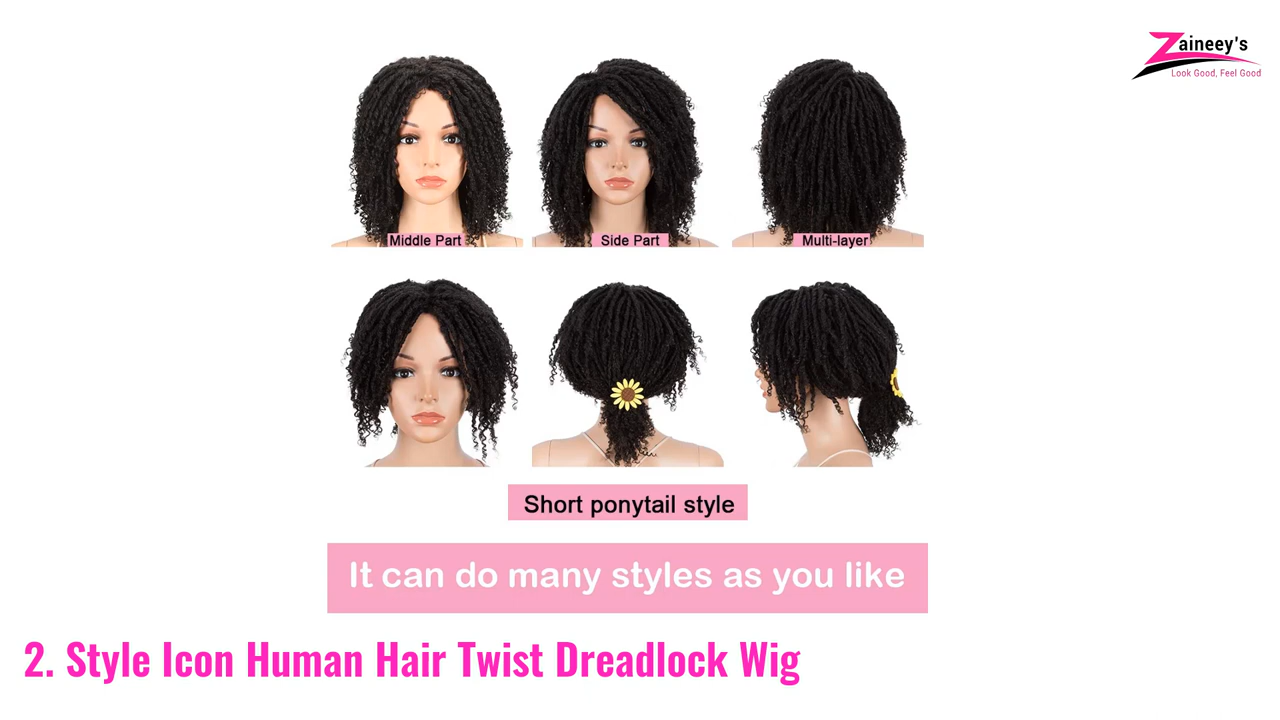 Zaineey's
Look Good, Feel Good
Middle Part
Side Part
Multi-layer
Short ponytail style
It can do many styles as you like
2. Style Icon Human Hair Twist Dreadlock Wig